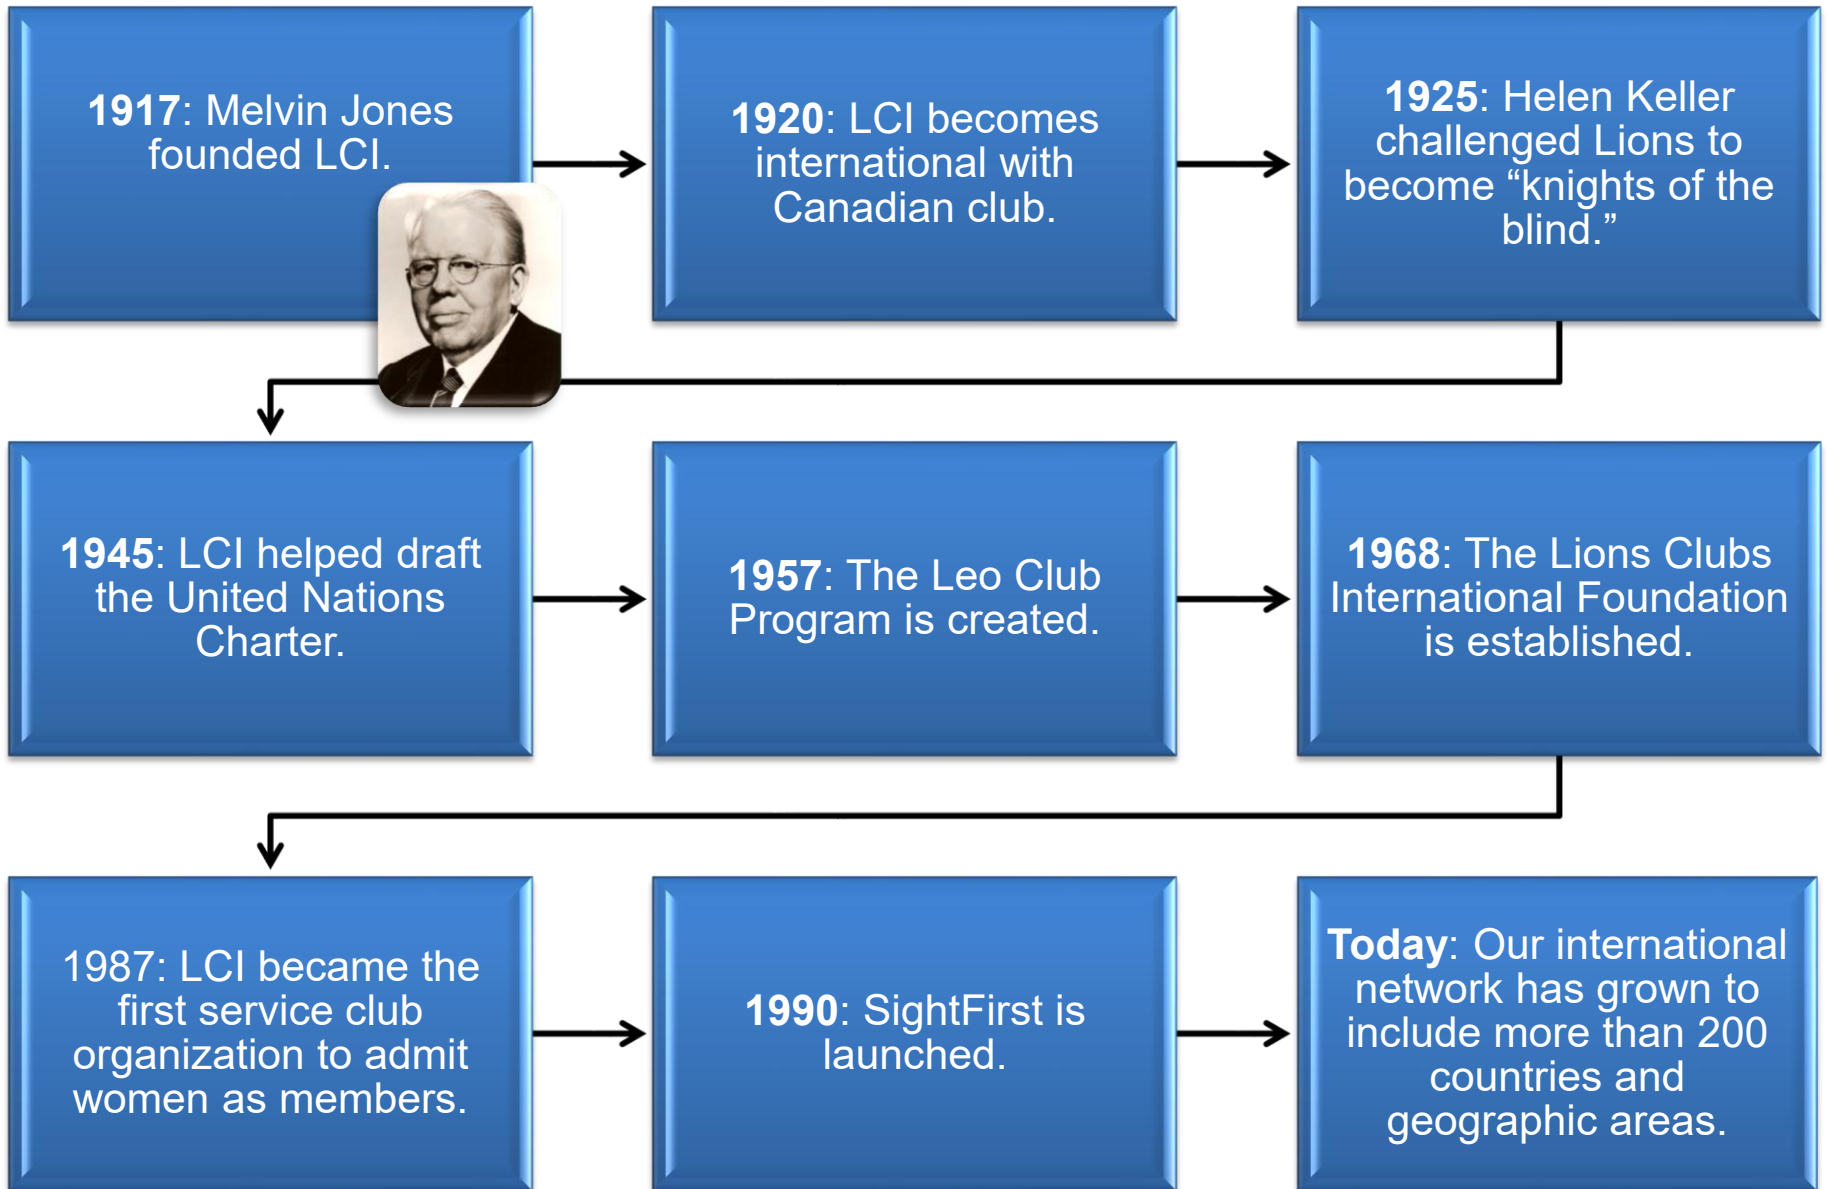 1917: Melvin Jones
founded LCI.
1920: LCI becomes
international with
Canadian club.
1925: Helen Keller
challenged Lions to
become “knights of the
blind.”
1945: LCI helped draft
the United Nations
Charter.
1957: The Leo Club
Program is created.
1968: The Lions Clubs
International Foundation
is established.
1987: LCI became the
first service club
organization to admit
women as members.
1990: SightFirst is
launched.
Today: Our international
network has grown to
include more than 200
countries and
geographic areas.